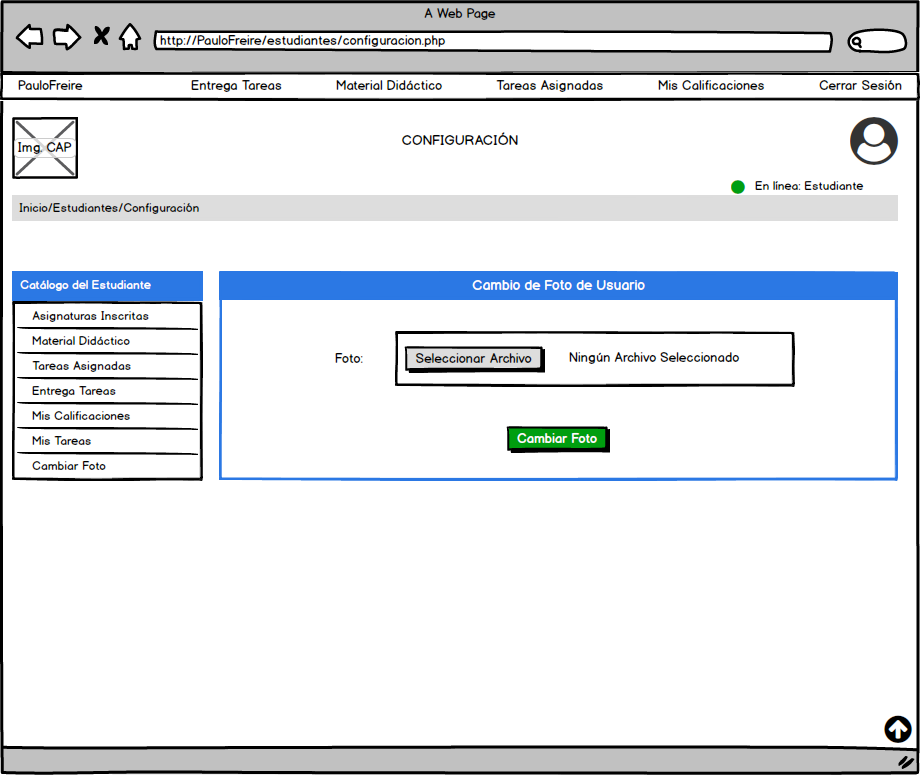 A Web Page
http://PauloFreire/estudiantes/configuracion.php
PauloFreire Entrega Tareas Material Didáctico Tareas Asignadas Mis Calificaciones Cerrar Sesión
Img. CAP
CONFIGURACIÓN
En línea: Estudiante
Inicio/Estudiantes/Configuración
Catálogo del Estudiante
Asignaturas Inscritas
Material Didáctico
Tareas Asignadas
Entrega Tareas
Mis Calificaciones
Mis Tareas
Cambiar Foto
Cambio de Foto de Usuario
Foto: Seleccionar Archivo Ningún Archivo Seleccionado
Cambiar Foto